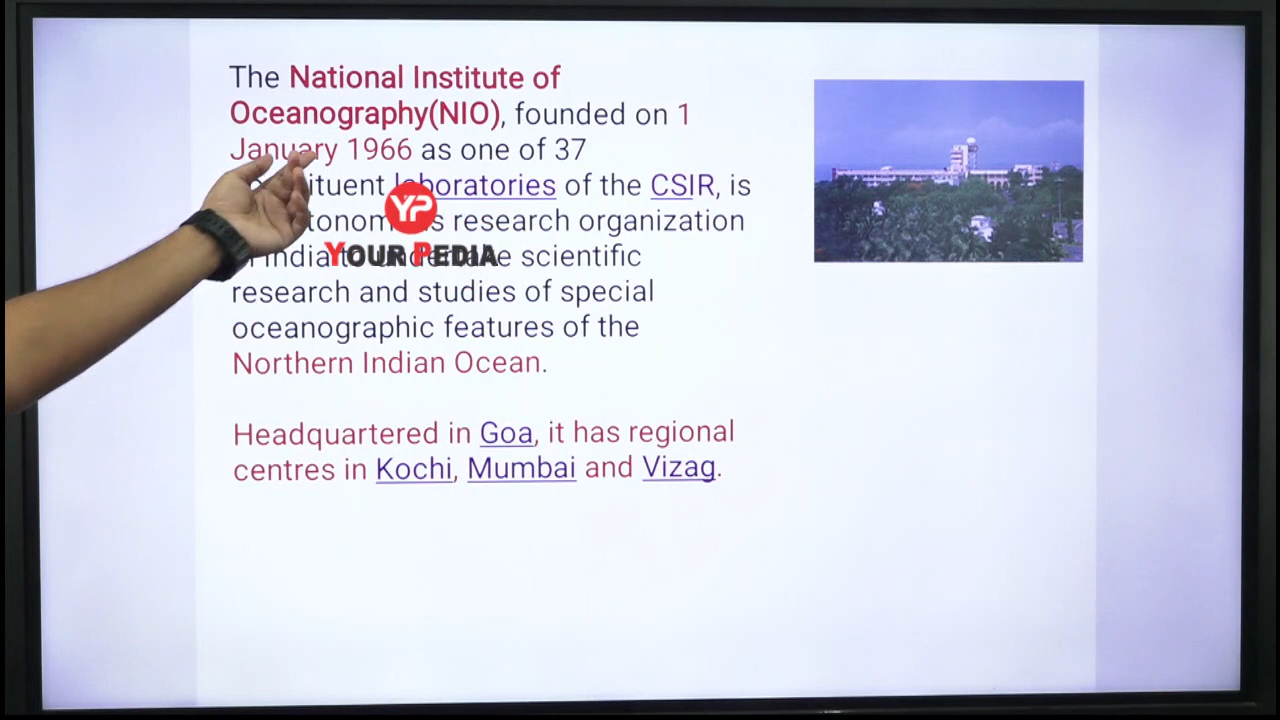 The National Institute of
Oceanography(NIO), founded on 1
January 1966 as one of 37
laboratories of the CSIR, is
research organization
India scientific
research and studies of special
oceanographic features of the
Northern Indian Ocean.
Headquartered in Goa, it has regional
centres in Kochi, Mumbai and Vizag.
YP
YOUR PEDIA